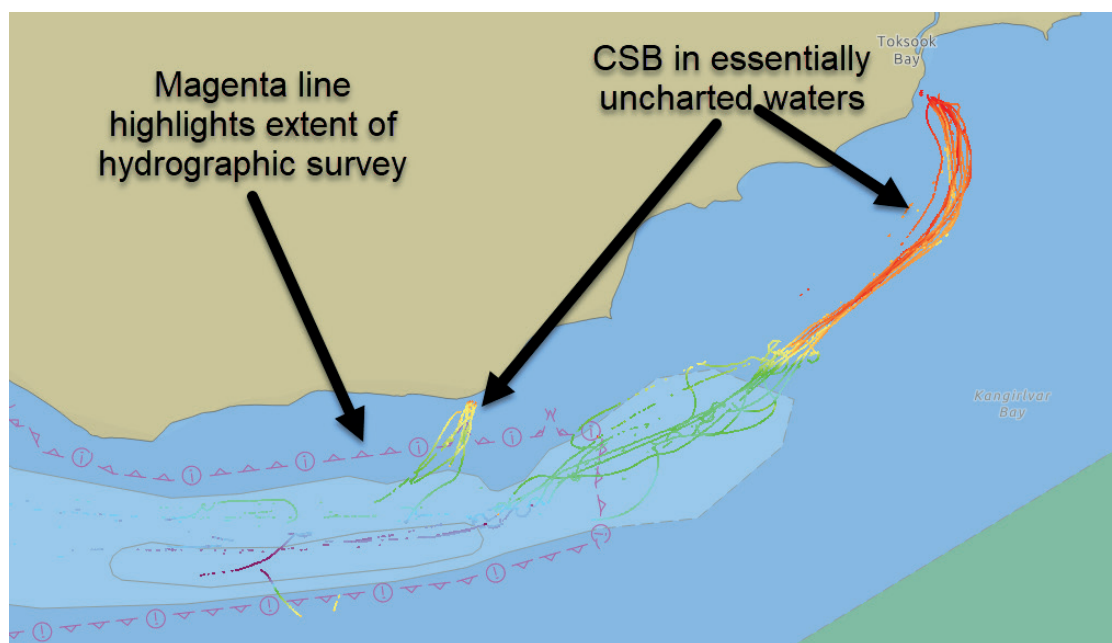 Magenta line
highlights extent of
hydrographic survey
CSB in essentially
uncharted waters
Toksook
Bay
Kangirlvar
Bay